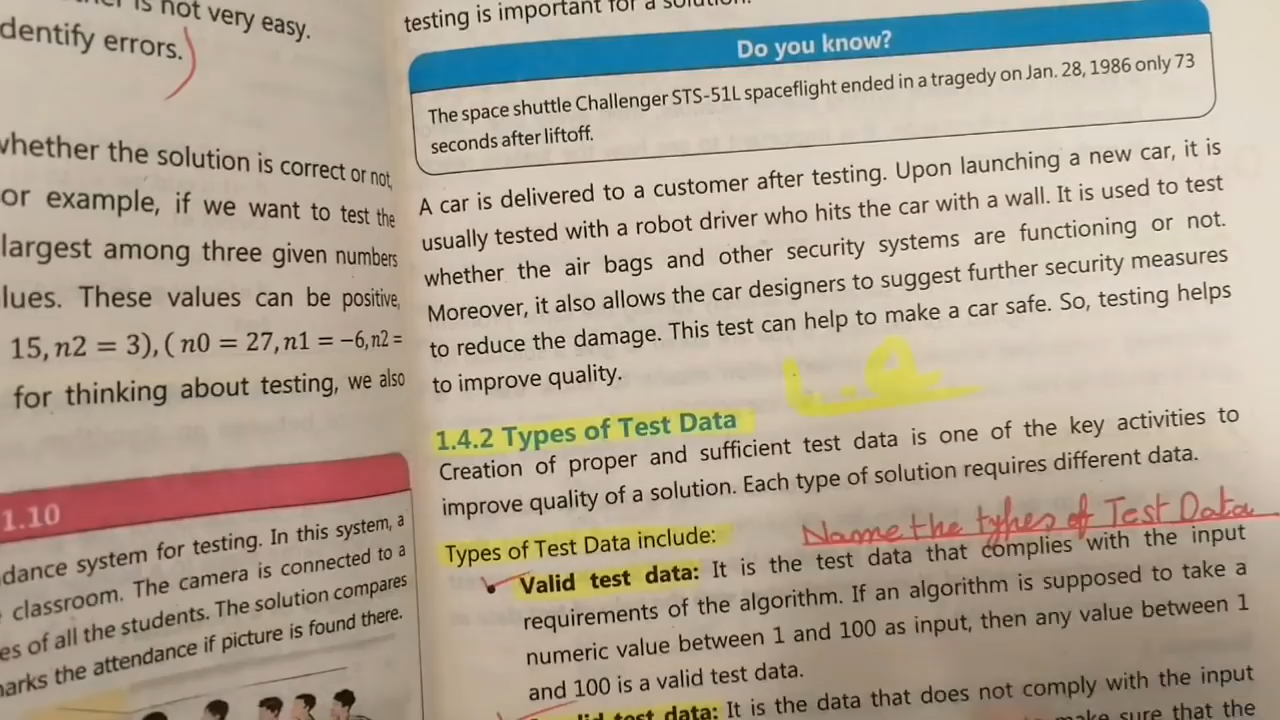 is not very easy.
dentify errors.
whether the solution is correct or not,
or example, if we want to test the
largest among three given numbers
lues. These values can be positive,
15, n2 = 3), ( n0 = 27, n1 = −6, n2 =
for thinking about testing, we also
1.10
dance system for testing. In this system, a
classroom. The camera is connected to a
es of all the students. The solution compares
arks the attendance if picture is found there.
testing is important for a solution.
Do you know?
The space shuttle Challenger STS-51L spaceflight ended in a tragedy on Jan. 28, 1986 only 73
seconds after liftoff.
A car is delivered to a customer after testing. Upon launching a new car, it is
usually tested with a robot driver who hits the car with a wall. It is used to test
whether the air bags and other security systems are functioning or not.
Moreover, it also allows the car designers to suggest further security measures
to reduce the damage. This test can help to make a car safe. So, testing helps
to improve quality.
L.Q
1.4.2 Types of Test Data
Creation of proper and sufficient test data is one of the key activities to
improve quality of a solution. Each type of solution requires different data.
Name the types of Test Data
Types of Test Data include:
Valid test data: It is the test data that complies with the input
requirements of the algorithm. If an algorithm is supposed to take a
numeric value between 1 and 100 as input, then any value between 1
and 100 is a valid test data.
lid test data: It is the data that does not comply with the input
make sure that the